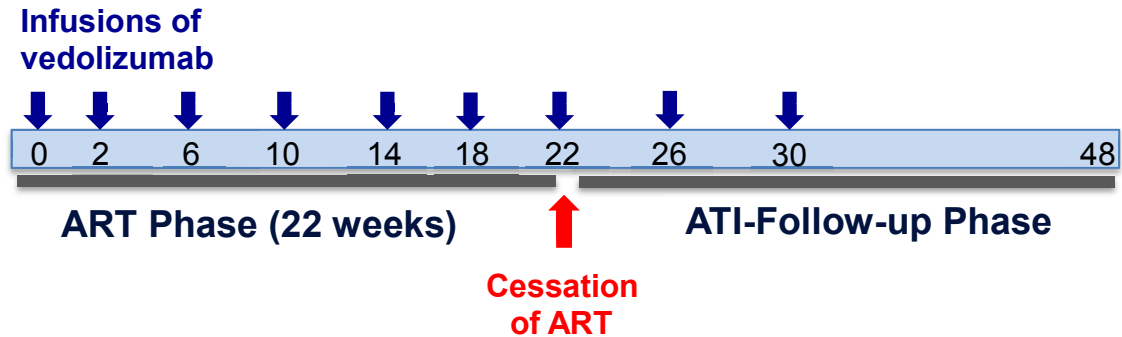 Infusions of
vedolizumab
0 2 6 10 14 18 22 26 30 48
ART Phase (22 weeks)
ATI-Follow-up Phase
Cessation
of ART